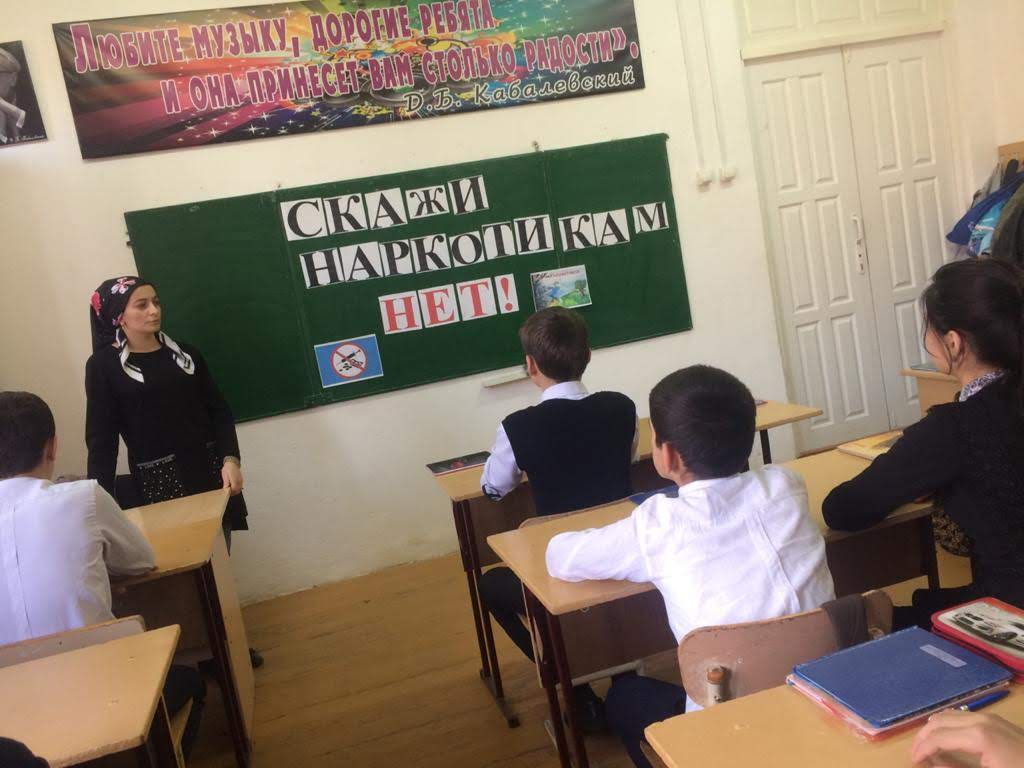 Любите музыку, дорогие ребята
и она принесет вам столько радости".
Д.Б. Кабалевский
СКАЖИ
НАРКОТИКАМ
НЕТ!